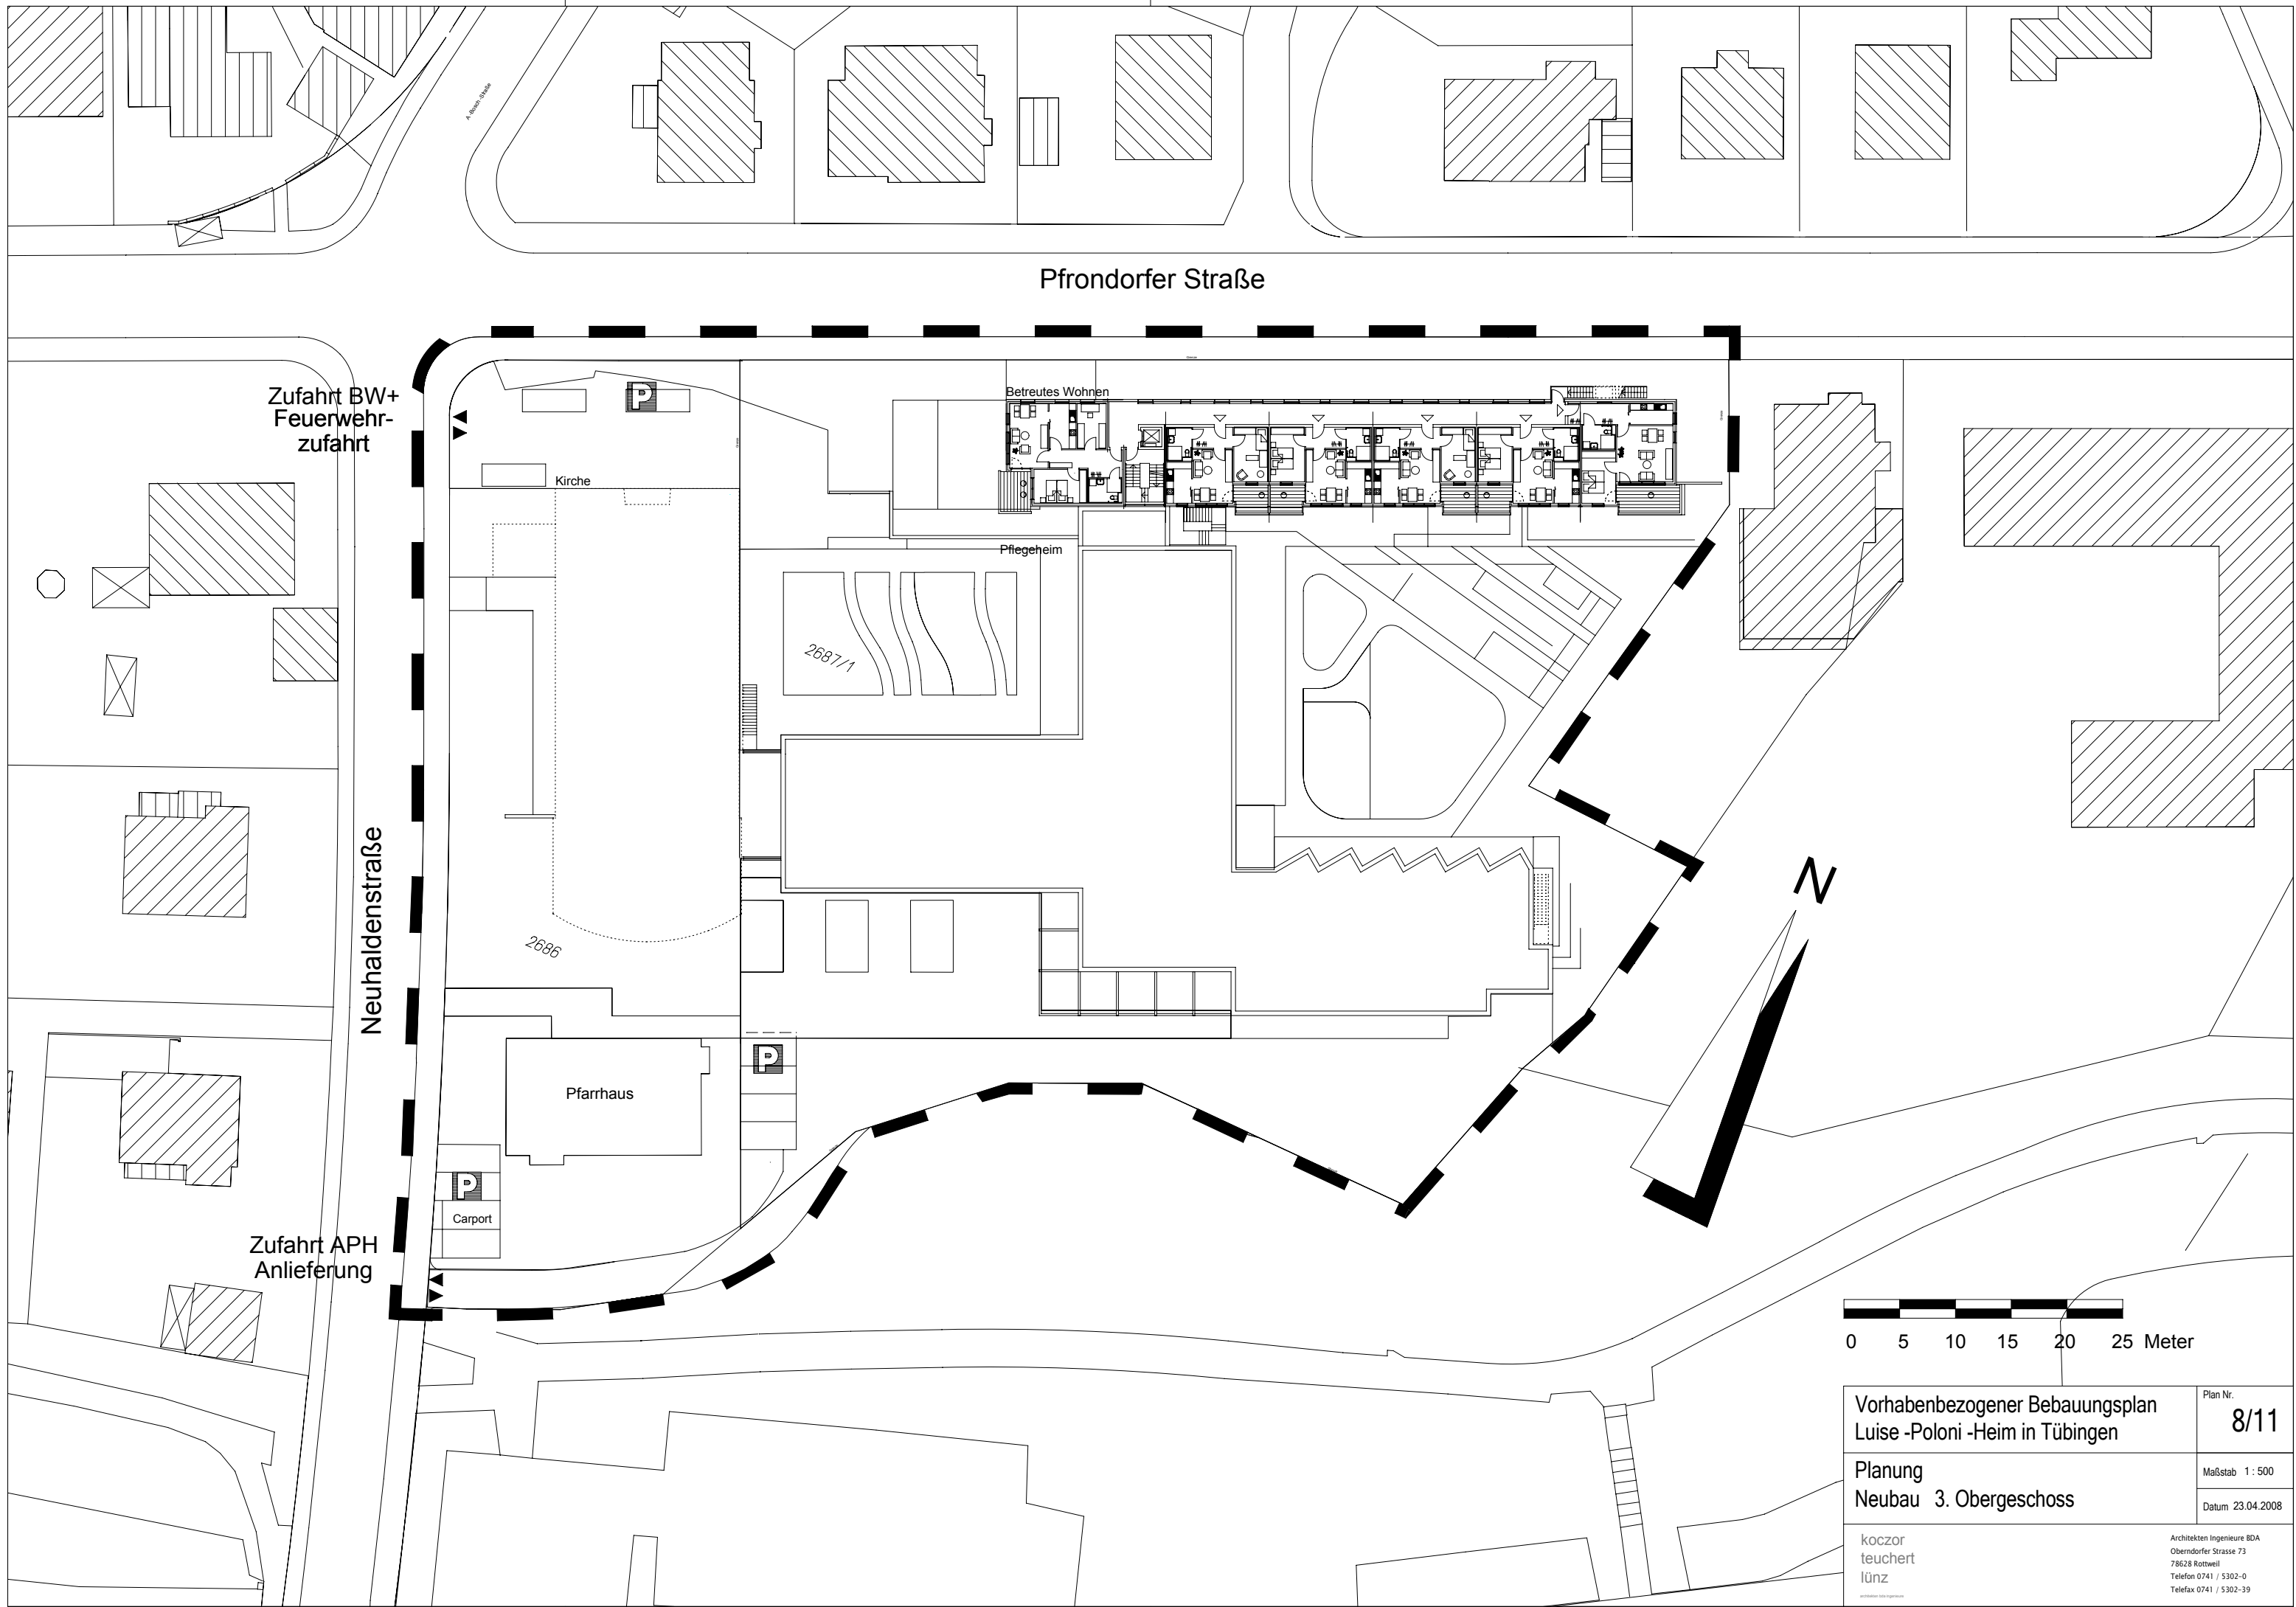 A.-Bosch-Straße
Pfrondorfer Straße
Zufahrt BW+
Feuerwehr-
zufahrt
P
Betreutes Wohnen
Kirche
Pflegeheim
2687/1
Neuhaldenstraße
2686
N
P
Pfarrhaus
P
Carport
Zufahrt APH
Anlieferung
0 5 10 15 20 25 Meter
Vorhabenbezogener Bebauungsplan
Luise -Poloni -Heim in Tübingen
Plan Nr.
8/11
Planung
Neubau 3. Obergeschoss
Maßstab 1 : 500
Datum 23.04.2008
koczor
teuchert
lünz
Architekten Ingenieure BDA
Oberndorfer Strasse 73
78628 Rottweil
Telefon 0741 / 5302-0
Telefax 0741 / 5302-39